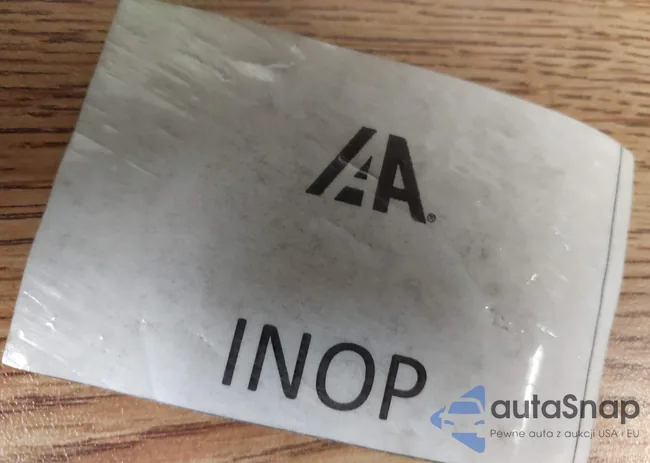 IAA®
INOP
autaSnap
Pewne auta z aukcji USA i EU